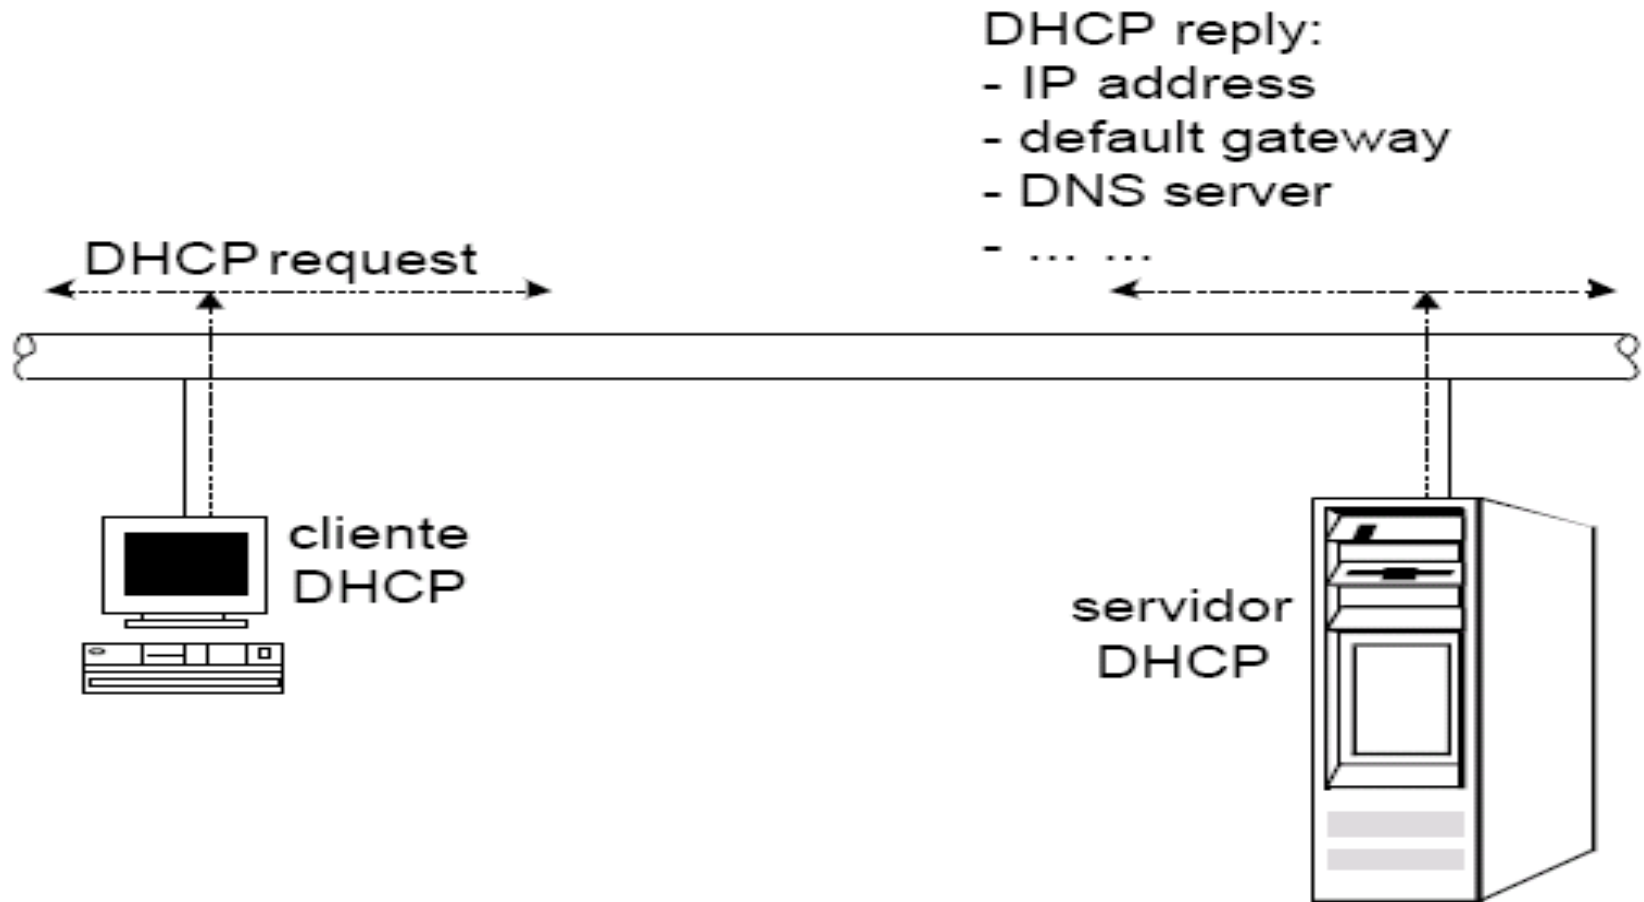 DHCP reply:
- IP address
- default gateway
- DNS server
- ... ...
DHCP request
cliente
DHCP
servidor
DHCP